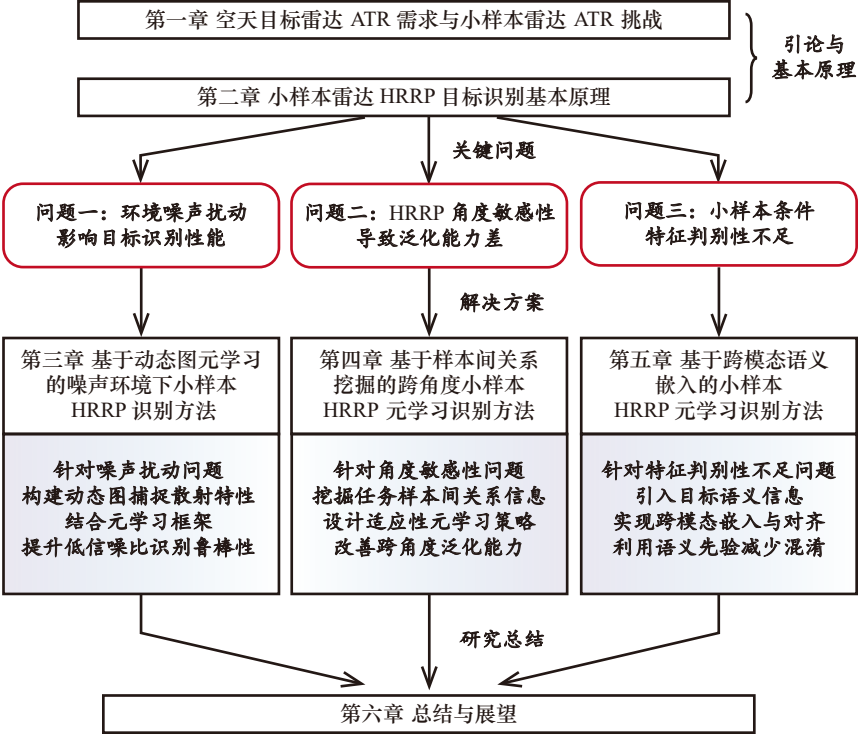 第一章 空天目标雷达 ATR 需求与小样本雷达 ATR 挑战
引论与
基本原理
第二章 小样本雷达 HRRP 目标识别基本原理
关键问题
问题一：环境噪声扰动
影响目标识别性能
问题二：HRRP 角度敏感性
导致泛化能力差
问题三：小样本条件
特征判别性不足
解决方案
第三章 基于动态图元学习
的噪声环境下小样本
HRRP 识别方法
第四章 基于样本间关系
挖掘的跨角度小样本
HRRP 元学习识别方法
第五章 基于跨模态语义
嵌入的小样本
HRRP 元学习识别方法
针对噪声扰动问题
构建动态图捕捉散射特性
结合元学习框架
提升低信噪比识别鲁棒性
针对角度敏感性问题
挖掘任务样本间关系信息
设计适应性元学习策略
改善跨角度泛化能力
针对特征判别性不足问题
引入目标语义信息
实现跨模态嵌入与对齐
利用语义先验减少混淆
研究总结
第六章 总结与展望